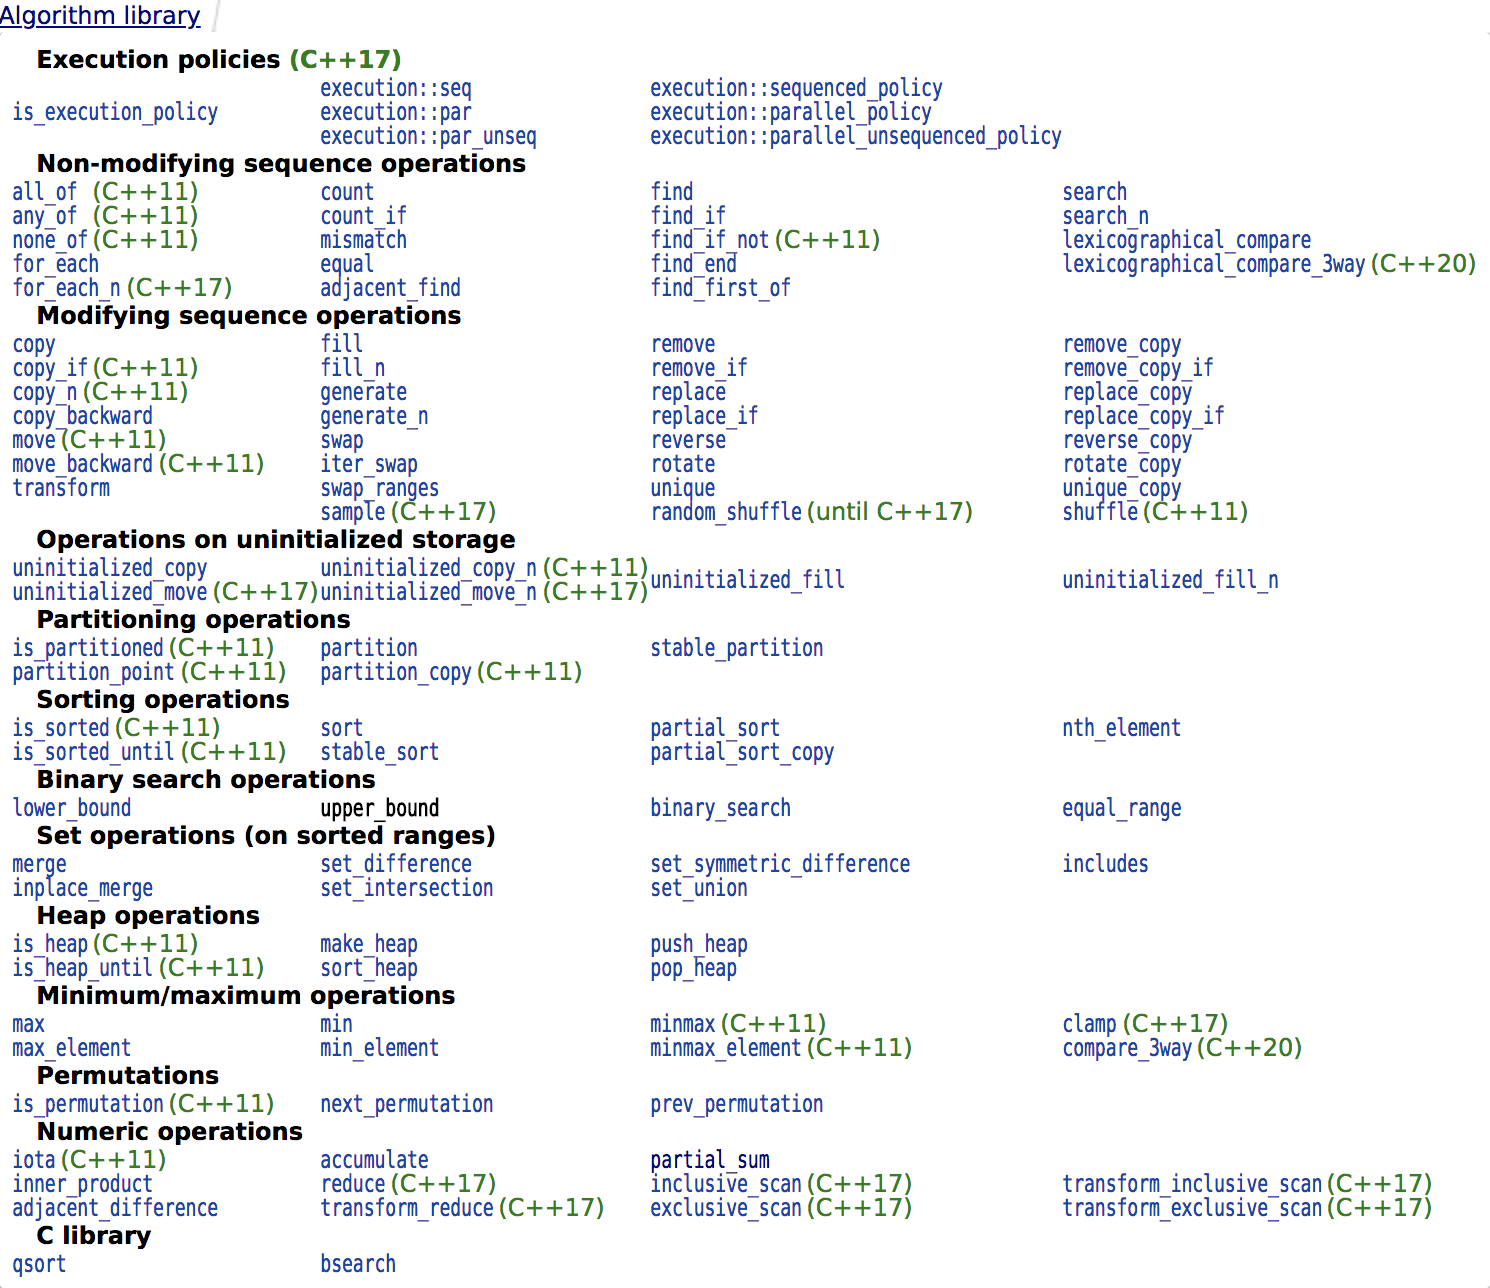 Algorithm library
Execution policies (C++17)
execution::seq execution::sequenced_policy
is_execution_policy execution::par execution::parallel_policy
execution::par_unseq execution::parallel_unsequenced_policy
Non-modifying sequence operations
all_of (C++11) count find search
any_of (C++11) count_if find_if search_n
none_of (C++11) mismatch find_if_not (C++11) lexicographical_compare
for_each equal find_end lexicographical_compare_3way (C++20)
for_each_n (C++17) adjacent_find find_first_of
Modifying sequence operations
copy fill remove remove_copy
copy_if (C++11) fill_n remove_if remove_copy_if
copy_n (C++11) generate replace replace_copy
copy_backward generate_n replace_if replace_copy_if
move (C++11) swap reverse reverse_copy
move_backward (C++11) iter_swap rotate rotate_copy
transform swap_ranges unique unique_copy
sample (C++17) random_shuffle (until C++17) shuffle (C++11)
Operations on uninitialized storage
uninitialized_copy uninitialized_copy_n (C++11)
uninitialized_fill uninitialized_fill_n
uninitialized_move (C++17) uninitialized_move_n (C++17)
Partitioning operations
is_partitioned (C++11) partition stable_partition
partition_point (C++11) partition_copy (C++11)
Sorting operations
is_sorted (C++11) sort partial_sort nth_element
is_sorted_until (C++11) stable_sort partial_sort_copy
Binary search operations
lower_bound upper_bound binary_search equal_range
Set operations (on sorted ranges)
merge set_difference set_symmetric_difference includes
inplace_merge set_intersection set_union
Heap operations
is_heap (C++11) make_heap push_heap
is_heap_until (C++11) sort_heap pop_heap
Minimum/maximum operations
max min minmax (C++11) clamp (C++17)
max_element min_element minmax_element (C++11) compare_3way (C++20)
Permutations
is_permutation (C++11) next_permutation prev_permutation
Numeric operations
iota (C++11) accumulate partial_sum
inner_product reduce (C++17) inclusive_scan (C++17) transform_inclusive_scan (C++17)
adjacent_difference transform_reduce (C++17) exclusive_scan (C++17) transform_exclusive_scan (C++17)
C library
qsort bsearch